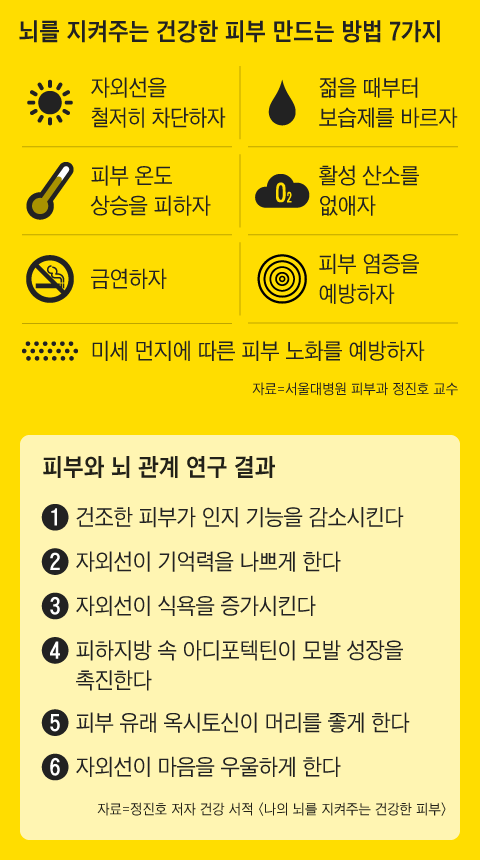 뇌를 지켜주는 건강한 피부 만드는 방법 7가지
자외선을
철저히 차단하자
젊을 때부터
보습제를 바르자
피부 온도
상승을 피하자
O2
활성 산소를
없애자
금연하자
피부 염증을
예방하자
미세 먼지에 따른 피부 노화를 예방하자
자료=서울대병원 피부과 정진호 교수
피부와 뇌 관계 연구 결과
1 건조한 피부가 인지 기능을 감소시킨다
2 자외선이 기억력을 나쁘게 한다
3 자외선이 식욕을 증가시킨다
4 피하지방 속 아디포텍틴이 모발 성장을
촉진한다
5 피부 유래 옥시토신이 머리를 좋게 한다
6 자외선이 마음을 우울하게 한다
자료=정진호 저자 건강 서적 〈나의 뇌를 지켜주는 건강한 피부〉